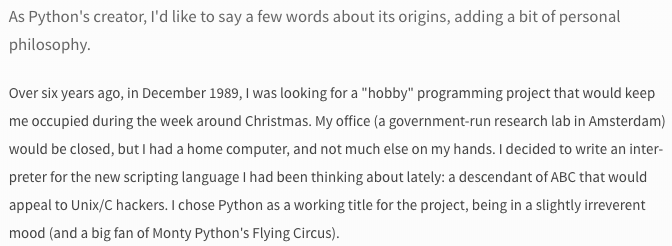 As Python's creator, I'd like to say a few words about its origins, adding a bit of personal
philosophy.
Over six years ago, in December 1989, I was looking for a "hobby" programming project that would keep
me occupied during the week around Christmas. My office (a government-run research lab in Amsterdam)
would be closed, but I had a home computer, and not much else on my hands. I decided to write an inter-
preter for the new scripting language I had been thinking about lately: a descendant of ABC that would
appeal to Unix/C hackers. I chose Python as a working title for the project, being in a slightly irreverent
mood (and a big fan of Monty Python's Flying Circus).